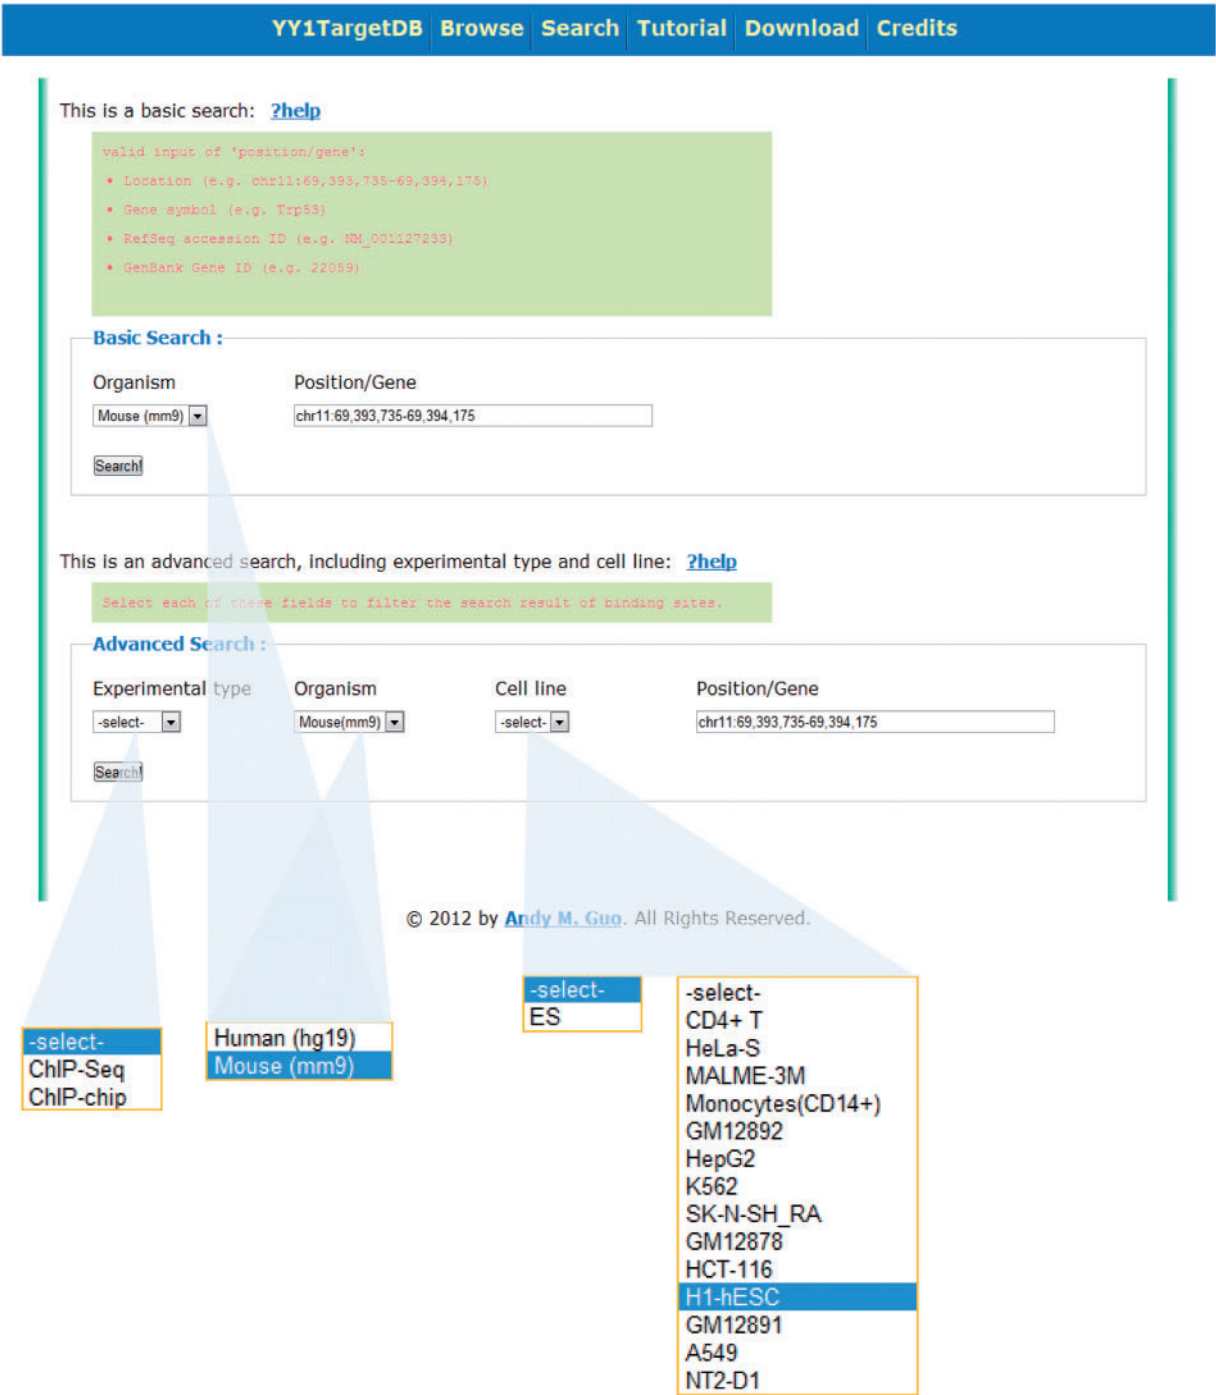 YY1TargetDB Browse Search Tutorial Download Credits
This is a basic search: ?help
valid input of 'position/gene':
• Location (e.g. chr11:69,393,735-69,394,175)
• Gene symbol (e.g. Trp53)
• RefSeq accession ID (e.g. NM_001127233)
• GenBank Gene ID (e.g. 22059)
Basic Search :
Organism Position/Gene
Mouse (mm9) chr11:69,393,735-69,394,175
Search!
This is an advanced search, including experimental type and cell line: ?help
Select each of these fields to filter the search result of binding sites.
Advanced Search :
Experimental type Organism Cell line Position/Gene
-select- Mouse(mm9) -select- chr11:69,393,735-69,394,175
Search!
© 2012 by Andy M. Guo. All Rights Reserved.
-select-
ChIP-Seq
ChIP-chip
Human (hg19)
Mouse (mm9)
-select-
ES
-select-
CD4+ T
HeLa-S
MALME-3M
Monocytes(CD14+)
GM12892
HepG2
K562
SK-N-SH_RA
GM12878
HCT-116
H1-hESC
GM12891
A549
NT2-D1